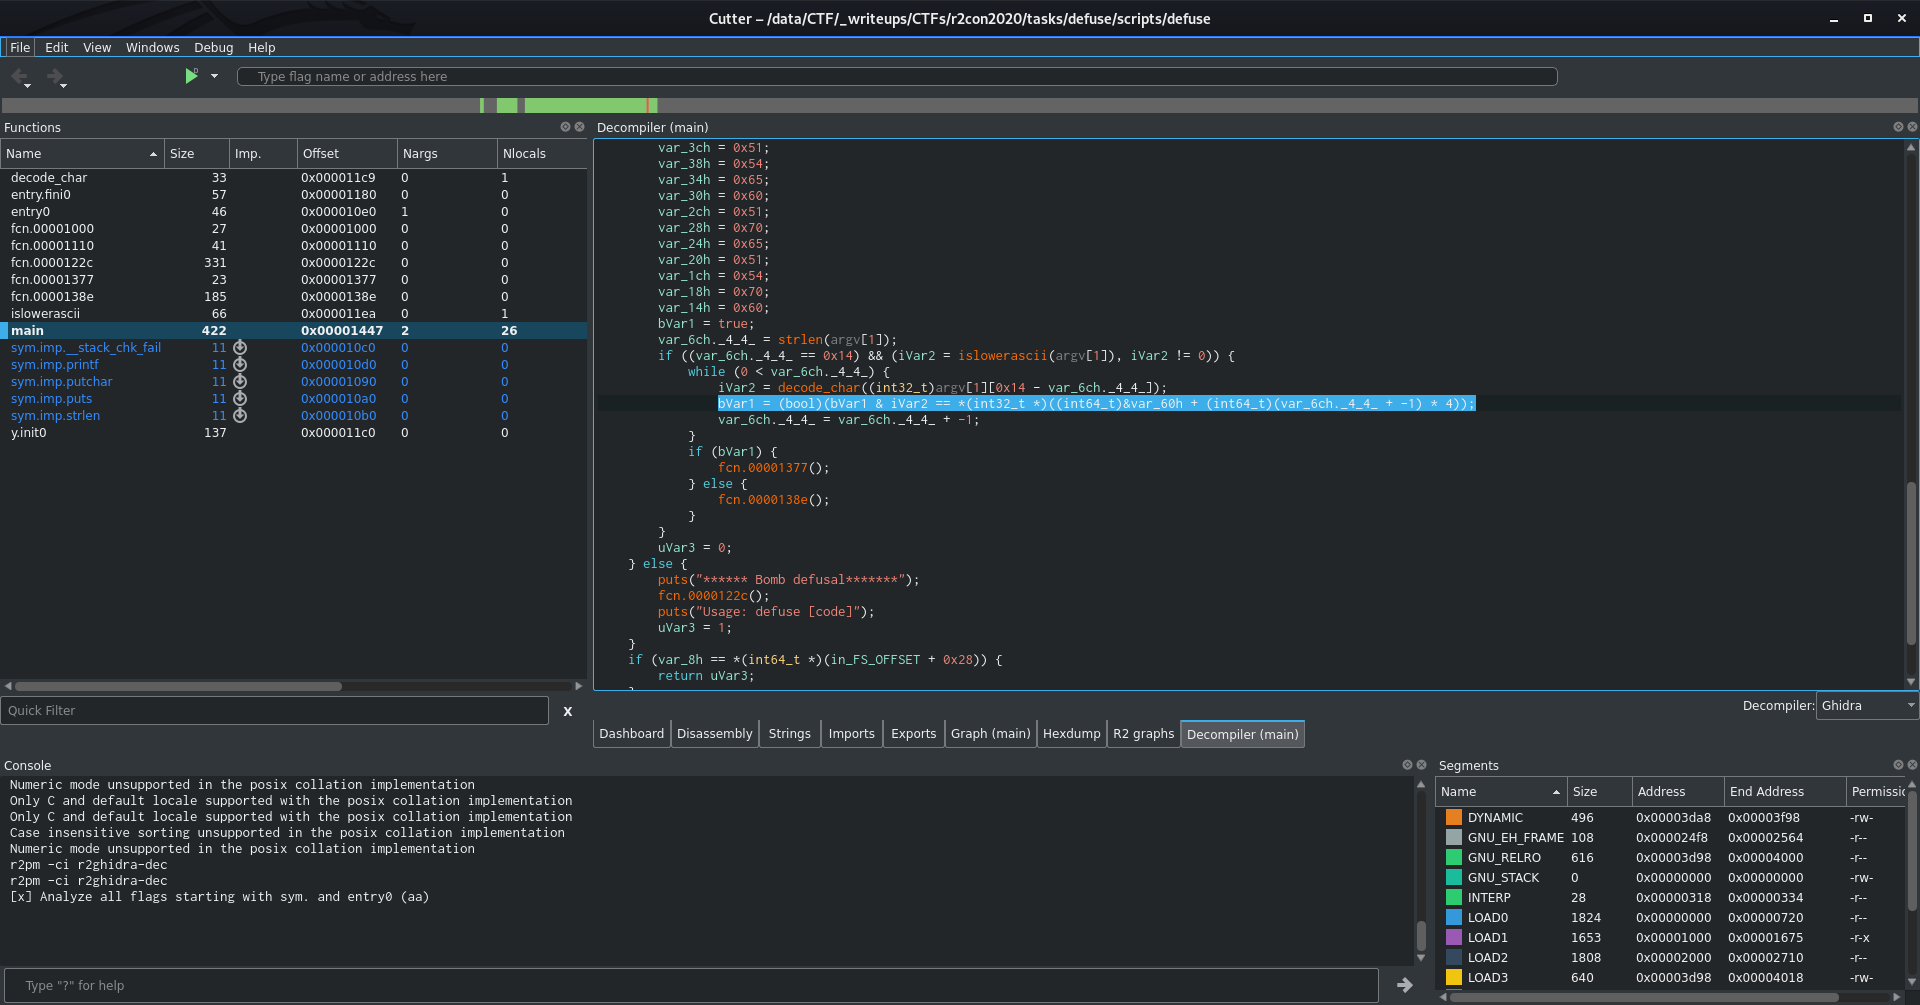 Cutter – /data/CTF/_writeups/CTFs/r2con2020/tasks/defuse/scripts/defuse
File Edit View Windows Debug Help
Type flag name or address here
Functions
Name Size Imp. Offset Nargs Nlocals
decode_char 33 0x000011c9 0 1
entry.fini0 57 0x00001180 0 0
entry0 46 0x000010e0 1 0
fcn.00001000 27 0x00001000 0 0
fcn.00001110 41 0x00001110 0 0
fcn.0000122c 331 0x0000122c 0 0
fcn.00001377 23 0x00001377 0 0
fcn.0000138e 185 0x0000138e 0 0
islowerascii 66 0x000011ea 0 1
main 422 0x00001447 2 26
sym.imp.__stack_chk_fail 11 0x000010c0 0 0
sym.imp.printf 11 0x000010d0 0 0
sym.imp.putchar 11 0x00001090 0 0
sym.imp.puts 11 0x000010a0 0 0
sym.imp.strlen 11 0x000010b0 0 0
y.init0 137 0x000011c0 0 0
Quick Filter X
Decompiler (main)
var_3ch = 0x51;
var_38h = 0x54;
var_34h = 0x65;
var_30h = 0x60;
var_2ch = 0x51;
var_28h = 0x70;
var_24h = 0x65;
var_20h = 0x51;
var_1ch = 0x54;
var_18h = 0x70;
var_14h = 0x60;
bVar1 = true;
var_6ch._4_4_ = strlen(argv[1]);
if ((var_6ch._4_4_ == 0x14) && (iVar2 = islowerascii(argv[1]), iVar2 != 0)) {
while (0 < var_6ch._4_4_) {
iVar2 = decode_char((int32_t)argv[1][0x14 - var_6ch._4_4_]);
bVar1 = (bool)(bVar1 & iVar2 == *(int32_t *)((int64_t)&var_60h + (int64_t)(var_6ch._4_4_ + -1) * 4));
var_6ch._4_4_ = var_6ch._4_4_ + -1;
}
if (bVar1) {
fcn.00001377();
} else {
fcn.0000138e();
}
}
uVar3 = 0;
} else {
puts("****** Bomb defusal*******");
fcn.0000122c();
puts("Usage: defuse [code]");
uVar3 = 1;
}
if (var_8h == *(int64_t *)(in_FS_OFFSET + 0x28)) {
return uVar3;
Decompiler: Ghidra
Dashboard Disassembly Strings Imports Exports Graph (main) Hexdump R2 graphs Decompiler (main)
Console
Numeric mode unsupported in the posix collation implementation
Only C and default locale supported with the posix collation implementation
Only C and default locale supported with the posix collation implementation
Case insensitive sorting unsupported in the posix collation implementation
Numeric mode unsupported in the posix collation implementation
r2pm -ci r2ghidra-dec
r2pm -ci r2ghidra-dec
[x] Analyze all flags starting with sym. and entry0 (aa)
Type "?" for help
Segments
Name Size Address End Address Permissic
DYNAMIC 496 0x00003da8 0x00003f98 -rw-
GNU_EH_FRAME 108 0x000024f8 0x00002564 -r--
GNU_RELRO 616 0x00003d98 0x00004000 -r--
GNU_STACK 0 0x00000000 0x00000000 -rw-
INTERP 28 0x00000318 0x00000334 -r--
LOAD0 1824 0x00000000 0x00000720 -r--
LOAD1 1653 0x00001000 0x00001675 -r-x
LOAD2 1808 0x00002000 0x00002710 -r--
LOAD3 640 0x00003d98 0x00004018 -rw-